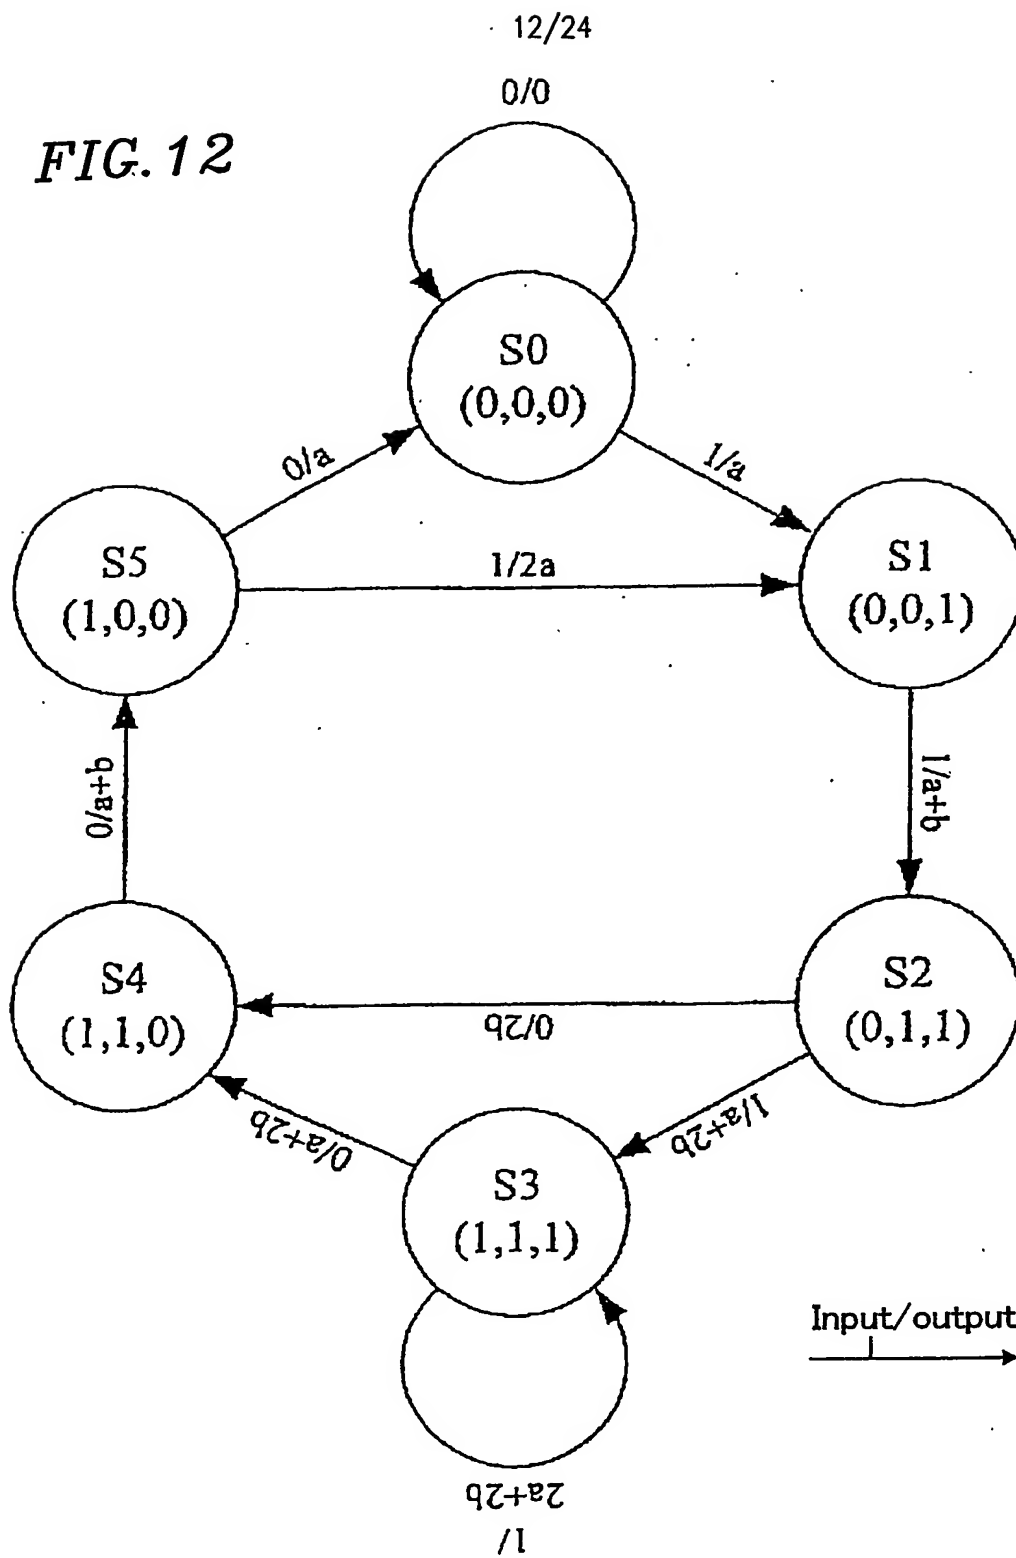 12/24
FIG. 12
0/0
S0
(0,0,0)
0/a
1/a
S5
(1,0,0)
1/2a
S1
(0,0,1)
0/a+b
1/a+b
S4
(1,1,0)
0/2b
S2
(0,1,1)
0/a+2b
1/a+2b
S3
(1,1,1)
Input/output
1/
2a+2b